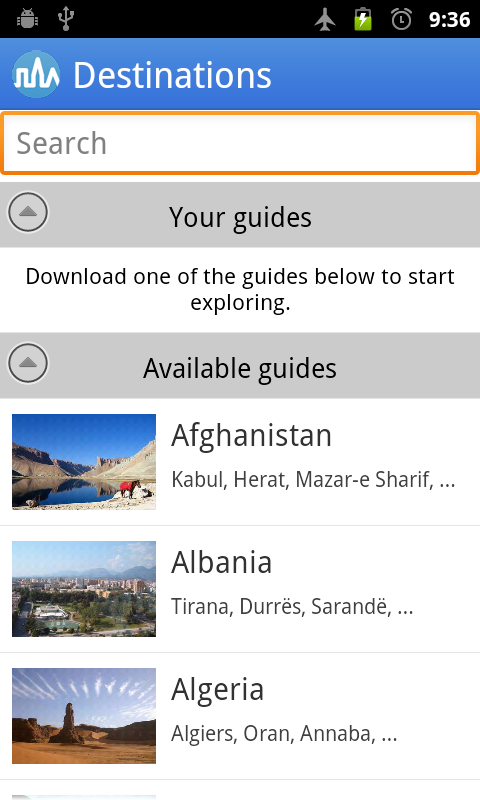 9:36
Destinations
Search
Your guides
Download one of the guides below to start
exploring.
Available guides
Afghanistan
Kabul, Herat, Mazar-e Sharif, ...
Albania
Tirana, Durrës, Sarandë, ...
Algeria
Algiers, Oran, Annaba, ...